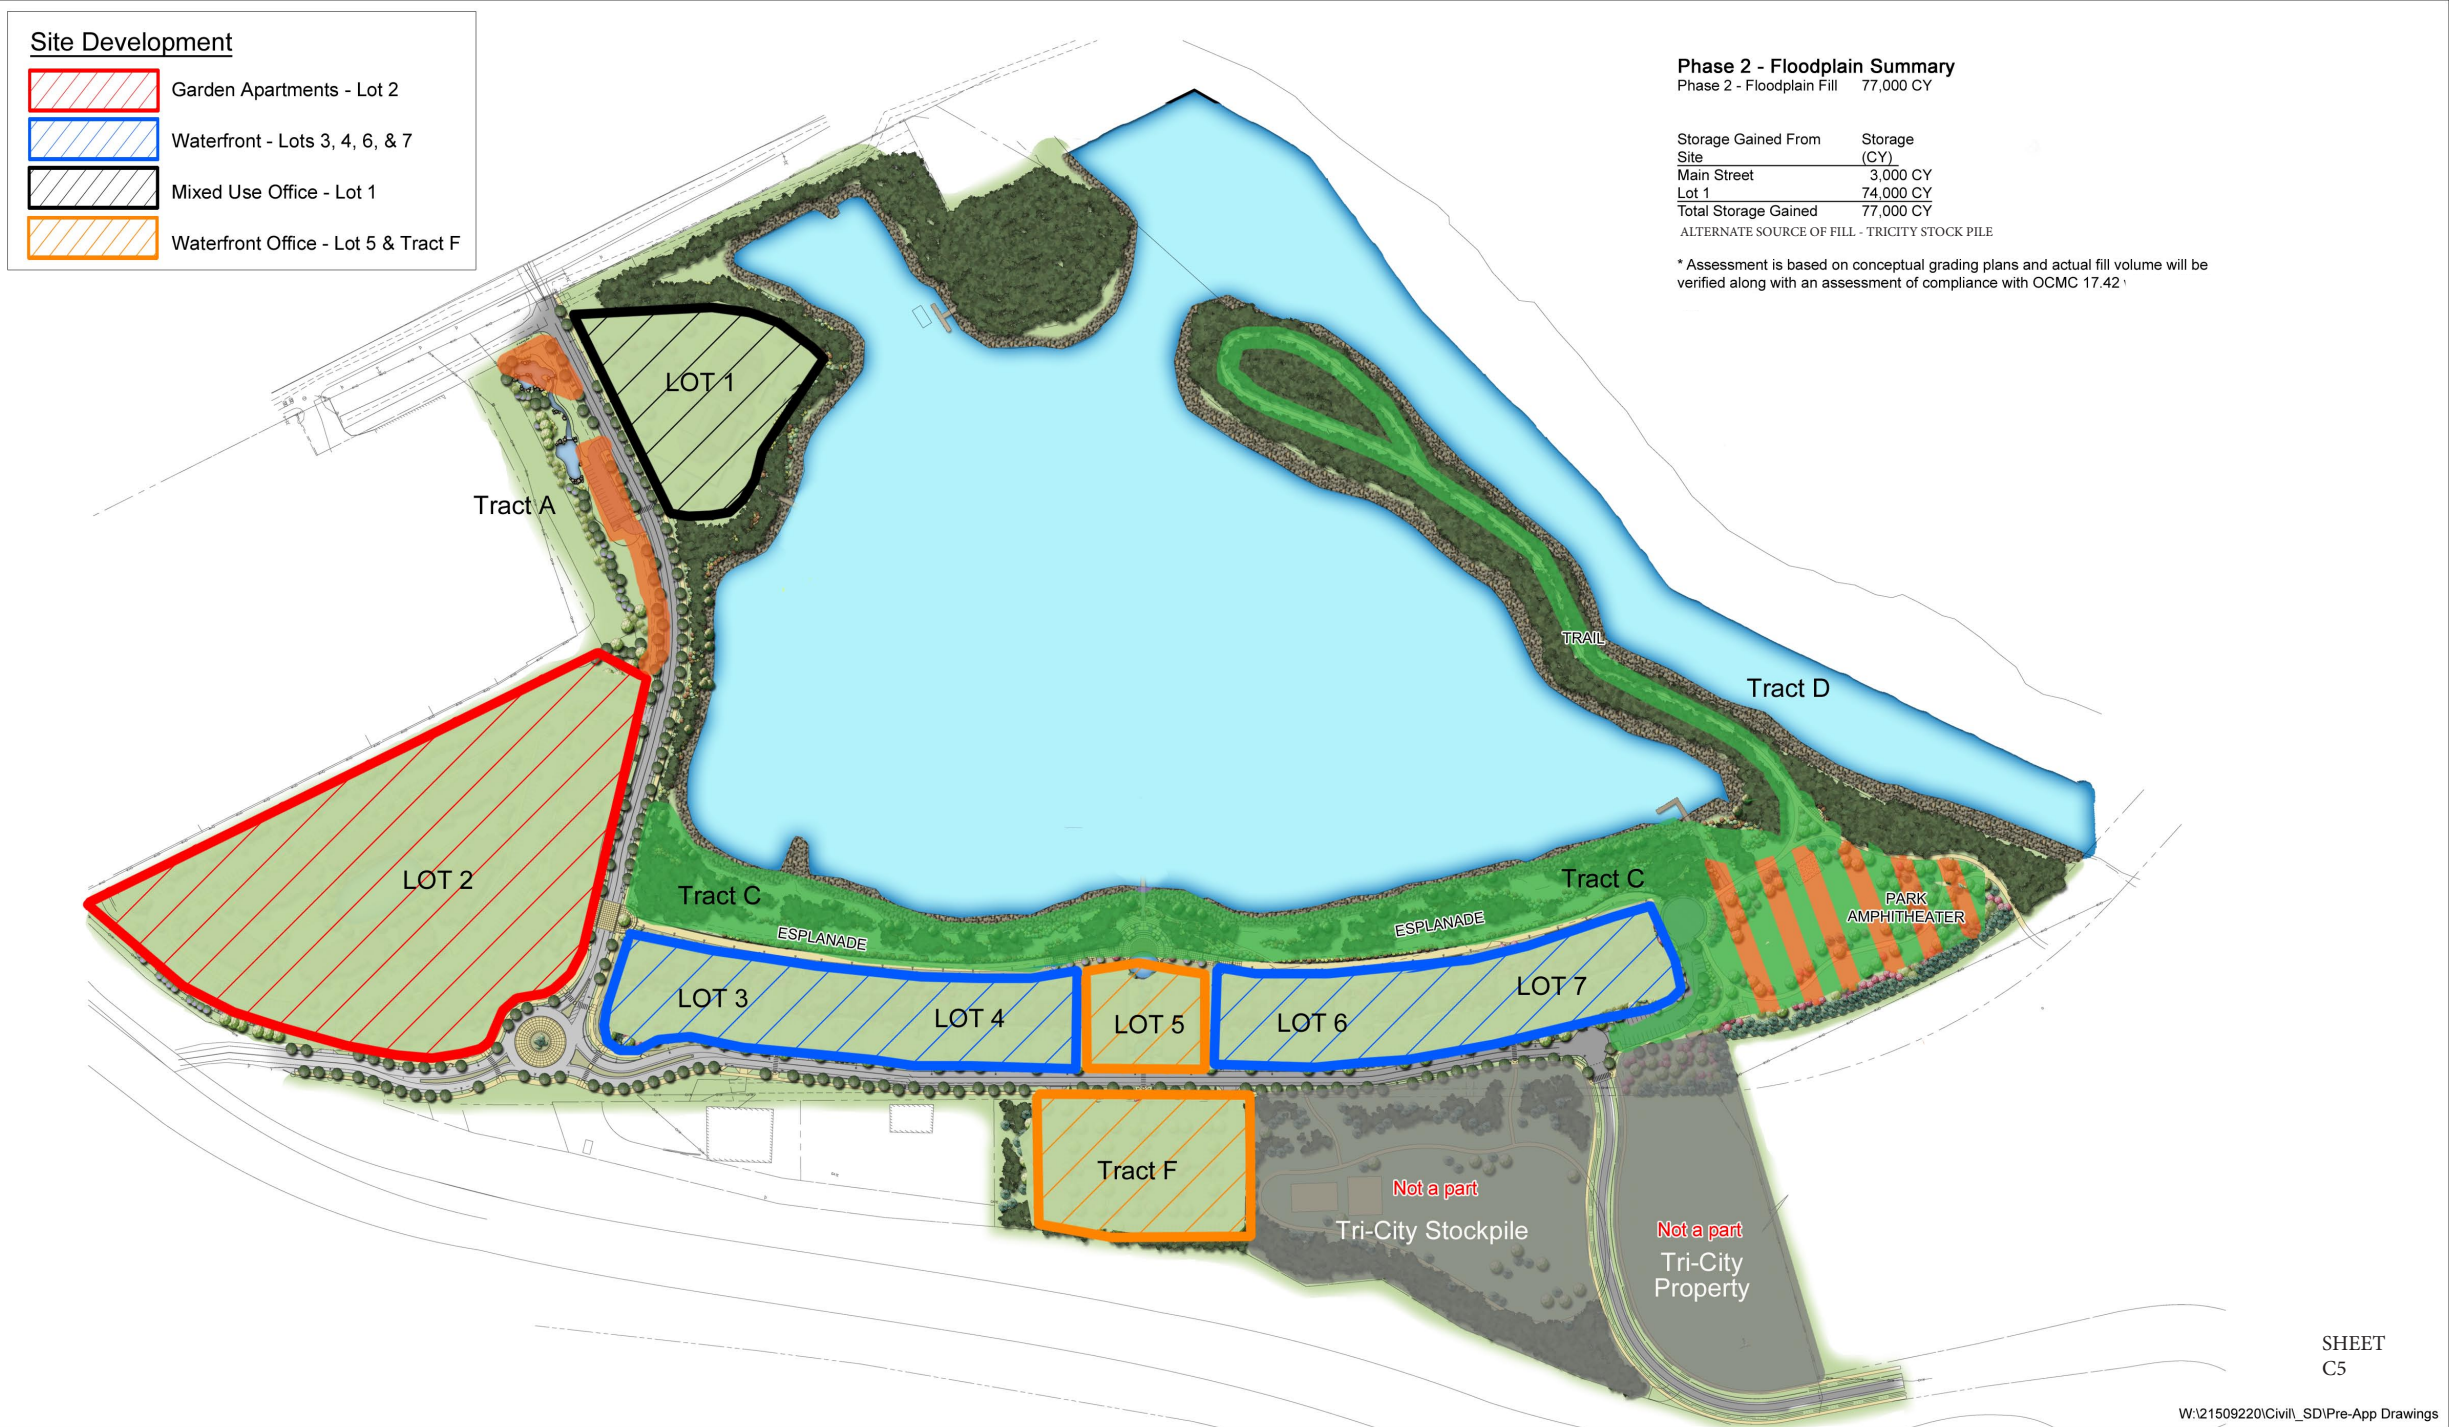 Site Development
Garden Apartments - Lot 2
Waterfront - Lots 3, 4, 6, & 7
Mixed Use Office - Lot 1
Waterfront Office - Lot 5 & Tract F
Phase 2 - Floodplain Summary
Phase 2 - Floodplain Fill 77,000 CY
Storage Gained From Storage
Site (CY)
Main Street 3,000 CY
Lot 1 74,000 CY
Total Storage Gained 77,000 CY
ALTERNATE SOURCE OF FILL - TRICITY STOCK PILE
* Assessment is based on conceptual grading plans and actual fill volume will be
verified along with an assessment of compliance with OCMC 17.42
LOT 1
Tract A
TRAIL
Tract D
LOT 2
Tract C
Tract C
ESPLANADE
ESPLANADE
PARK
AMPHITHEATER
LOT 3
LOT 4
LOT 5
LOT 6
LOT 7
Tract F
Not a part
Tri-City Stockpile
Not a part
Tri-City
Property
SHEET
C5
W:\21509220\Civil\_SD\Pre-App Drawings